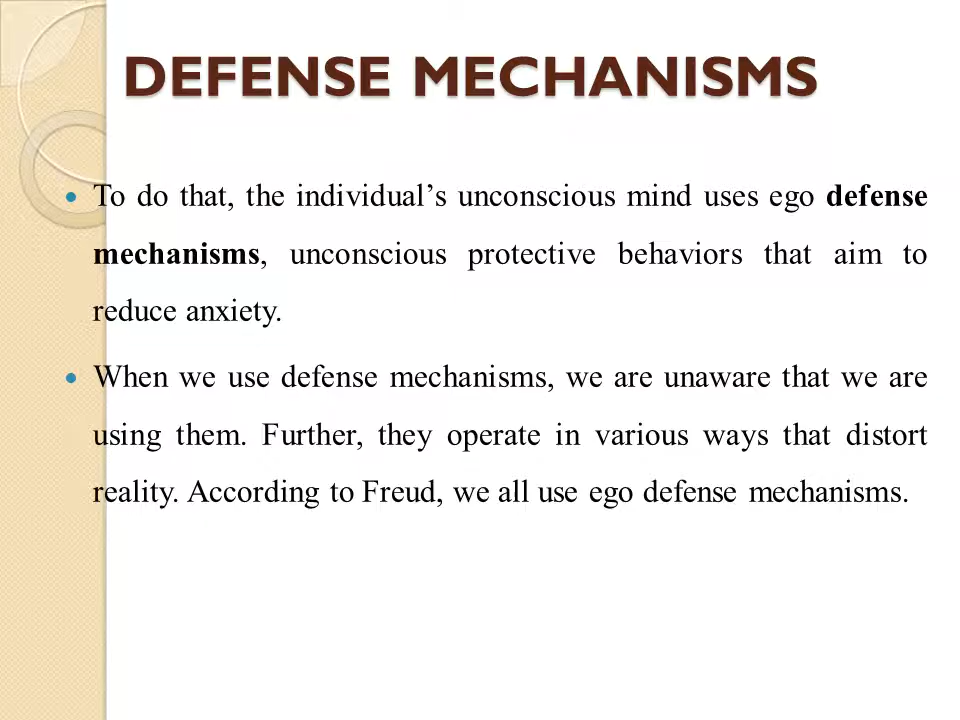 DEFENSE MECHANISMS
• To do that, the individual’s unconscious mind uses ego defense
mechanisms, unconscious protective behaviors that aim to
reduce anxiety.
• When we use defense mechanisms, we are unaware that we are
using them. Further, they operate in various ways that distort
reality. According to Freud, we all use ego defense mechanisms.